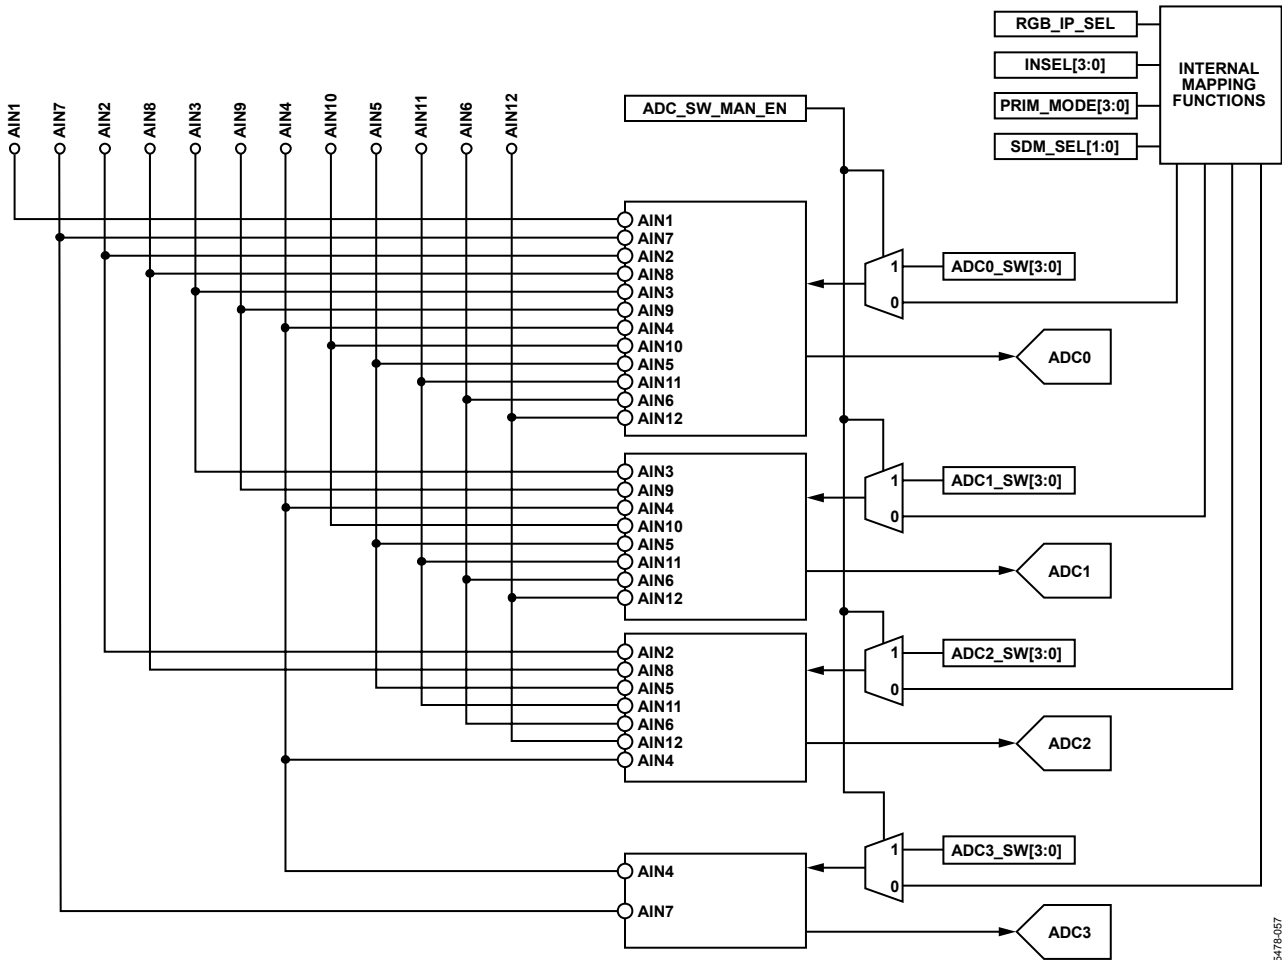 RGB_IP_SEL
INSEL[3:0]
PRIM_MODE[3:0]
SDM_SEL[1:0]
INTERNAL
MAPPING
FUNCTIONS
AIN1
AIN7
AIN2
AIN8
AIN3
AIN9
AIN4
AIN10
AIN5
AIN11
AIN6
AIN12
ADC_SW_MAN_EN
AIN1
AIN7
AIN2
AIN8
AIN3
AIN9
AIN4
AIN10
AIN5
AIN11
AIN6
AIN12
1
0
ADC0_SW[3:0]
ADC0
AIN3
AIN9
AIN4
AIN10
AIN5
AIN11
AIN6
AIN12
1
0
ADC1_SW[3:0]
ADC1
AIN2
AIN8
AIN5
AIN11
AIN6
AIN12
AIN4
1
0
ADC2_SW[3:0]
ADC2
AIN4
AIN7
1
0
ADC3_SW[3:0]
ADC3